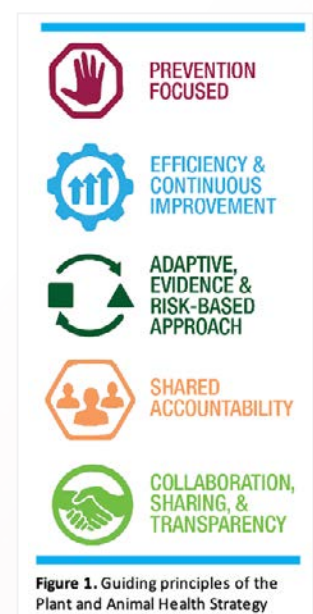 PREVENTION
FOCUSED
EFFICIENCY &
CONTINUOUS
IMPROVEMENT
ADAPTIVE,
EVIDENCE &
RISK-BASED
APPROACH
SHARED
ACCOUNTABILITY
COLLABORATION,
SHARING, &
TRANSPARENCY
Figure 1. Guiding principles of the
Plant and Animal Health Strategy